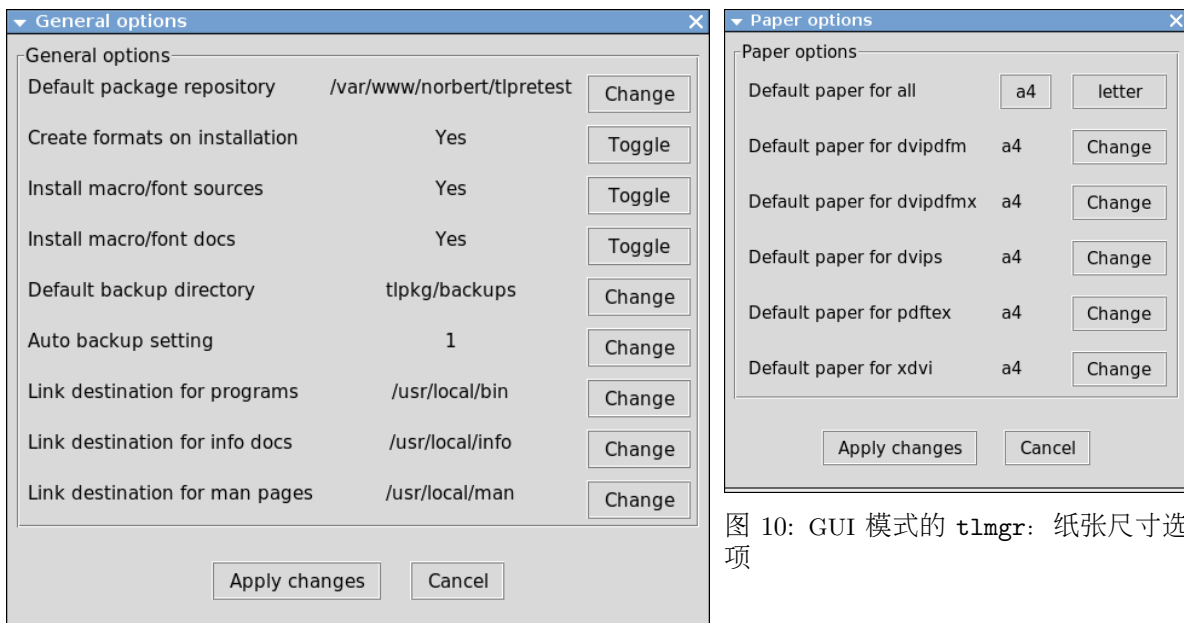 General options
General options
Default package repository /var/www/norbert/tlpretest Change
Create formats on installation Yes Toggle
Install macro/font sources Yes Toggle
Install macro/font docs Yes Toggle
Default backup directory tlpkg/backups Change
Auto backup setting 1 Change
Link destination for programs /usr/local/bin Change
Link destination for info docs /usr/local/info Change
Link destination for man pages /usr/local/man Change
Apply changes Cancel
Paper options
Paper options
Default paper for all a4 letter
Default paper for dvipdfm a4 Change
Default paper for dvipdfmx a4 Change
Default paper for dvips a4 Change
Default paper for pdftex a4 Change
Default paper for xdvi a4 Change
Apply changes Cancel
图 10: GUI 模式的 tlmgr: 纸张尺寸选
项